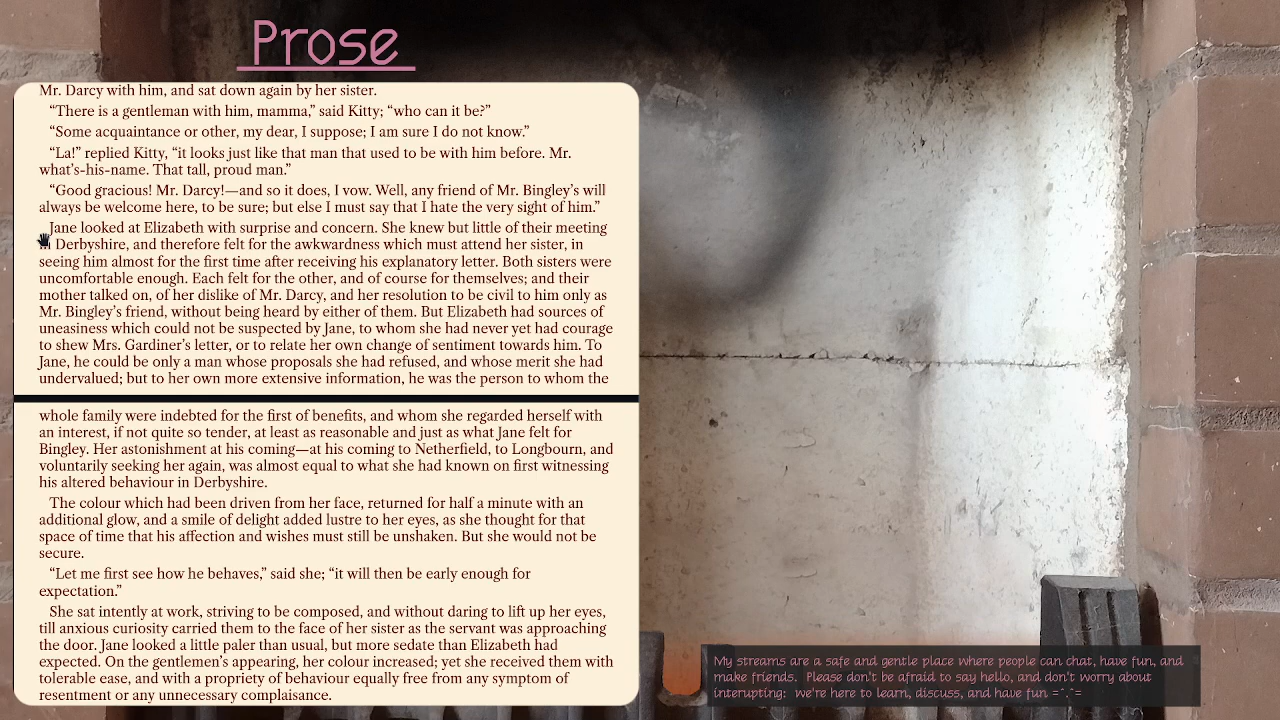 Prose
Mr. Darcy with him, and sat down again by her sister.
“There is a gentleman with him, mamma,” said Kitty; “who can it be?”
“Some acquaintance or other, my dear, I suppose; I am sure I do not know.”
“La!” replied Kitty, “it looks just like that man that used to be with him before. Mr.
what’s-his-name. That tall, proud man.”
“Good gracious! Mr. Darcy!—and so it does, I vow. Well, any friend of Mr. Bingley’s will
always be welcome here, to be sure; but else I must say that I hate the very sight of him.”
Jane looked at Elizabeth with surprise and concern. She knew but little of their meeting
Derbyshire, and therefore felt for the awkwardness which must attend her sister, in
seeing him almost for the first time after receiving his explanatory letter. Both sisters were
uncomfortable enough. Each felt for the other, and of course for themselves; and their
mother talked on, of her dislike of Mr. Darcy, and her resolution to be civil to him only as
Mr. Bingley’s friend, without being heard by either of them. But Elizabeth had sources of
uneasiness which could not be suspected by Jane, to whom she had never yet had courage
to shew Mrs. Gardiner’s letter, or to relate her own change of sentiment towards him. To
Jane, he could be only a man whose proposals she had refused, and whose merit she had
undervalued; but to her own more extensive information, he was the person to whom the
whole family were indebted for the first of benefits, and whom she regarded herself with
an interest, if not quite so tender, at least as reasonable and just as what Jane felt for
Bingley. Her astonishment at his coming—at his coming to Netherfield, to Longbourn, and
voluntarily seeking her again, was almost equal to what she had known on first witnessing
his altered behaviour in Derbyshire.
The colour which had been driven from her face, returned for half a minute with an
additional glow, and a smile of delight added lustre to her eyes, as she thought for that
space of time that his affection and wishes must still be unshaken. But she would not be
secure.
“Let me first see how he behaves,” said she; “it will then be early enough for
expectation.”
She sat intently at work, striving to be composed, and without daring to lift up her eyes,
till anxious curiosity carried them to the face of her sister as the servant was approaching
the door. Jane looked a little paler than usual, but more sedate than Elizabeth had
expected. On the gentlemen’s appearing, her colour increased; yet she received them with
tolerable ease, and with a propriety of behaviour equally free from any symptom of
resentment or any unnecessary complaisance.
My streams are a safe and gentle place where people can chat, have fun, and
make friends. Please don't be afraid to say hello, and don't worry about
interupting: we're here to learn, discuss, and have fun =^.^=